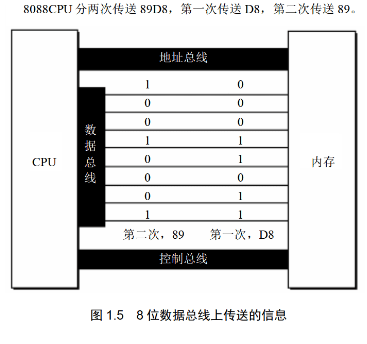 8088CPU 分两次传送 89D8，第一次传送 D8，第二次传送 89。
地址总线
CPU
数据总线
内存
1 0
0 0
0 0
1 1
0 1
0 0
0 1
1 1
第二次，89 第一次，D8
控制总线
图 1.5 8 位数据总线上传送的信息